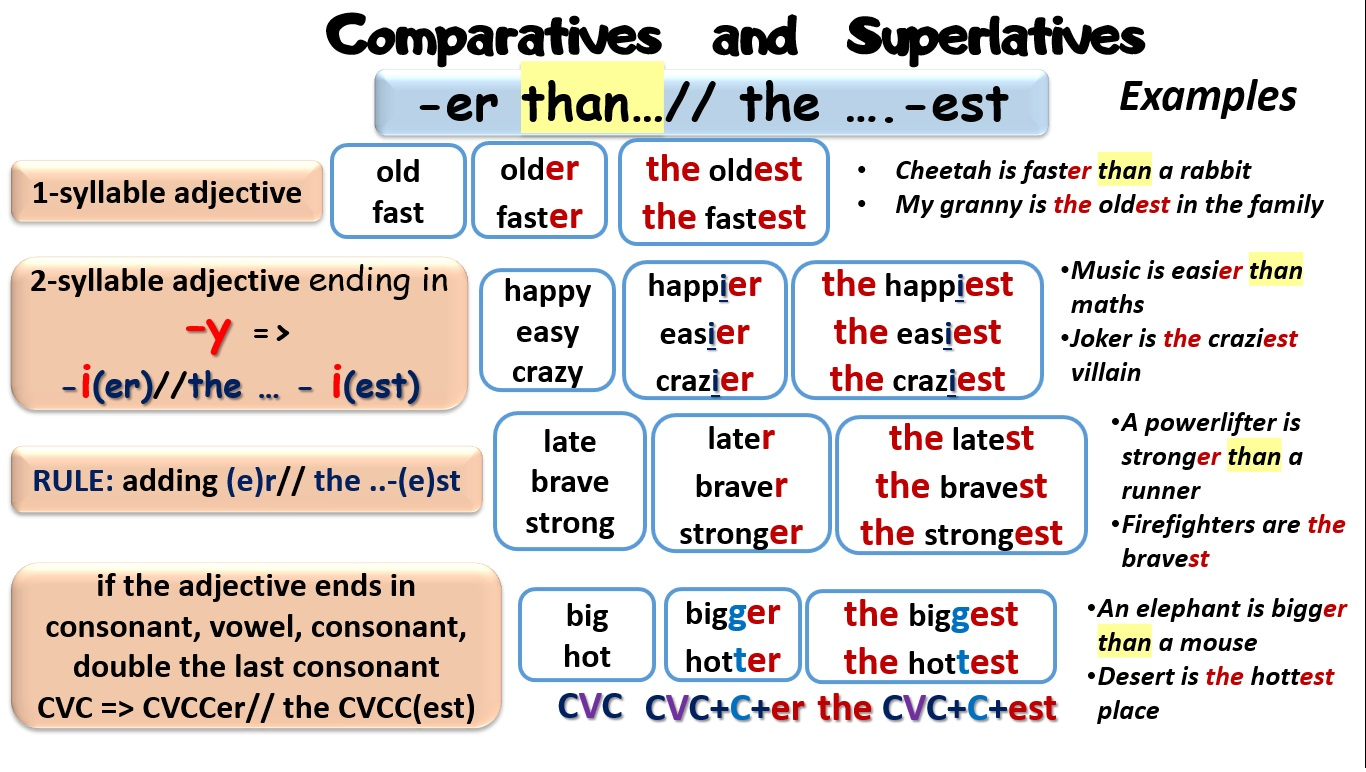 Comparatives and Superlatives
-er than...// the ....-est
Examples
1-syllable adjective
old
fast
older
faster
the oldest
the fastest
• Cheetah is faster than a rabbit
• My granny is the oldest in the family
2-syllable adjective ending in
-y =>
-i(er)//the ... - i(est)
happy
easy
crazy
happier
easier
crazier
the happiest
the easiest
the craziest
•Music is easier than
maths
•Joker is the craziest
villain
RULE: adding (e)r// the ..-(e)st
late
brave
strong
later
braver
stronger
the latest
the bravest
the strongest
•A powerlifter is
stronger than a
runner
•Firefighters are the
bravest
if the adjective ends in
consonant, vowel, consonant,
double the last consonant
CVC => CVCCer// the CVCC(est)
big
hot
bigger
hotter
the biggest
the hottest
CVC CVC+C+er the CVC+C+est
•An elephant is bigger
than a mouse
•Desert is the hottest
place